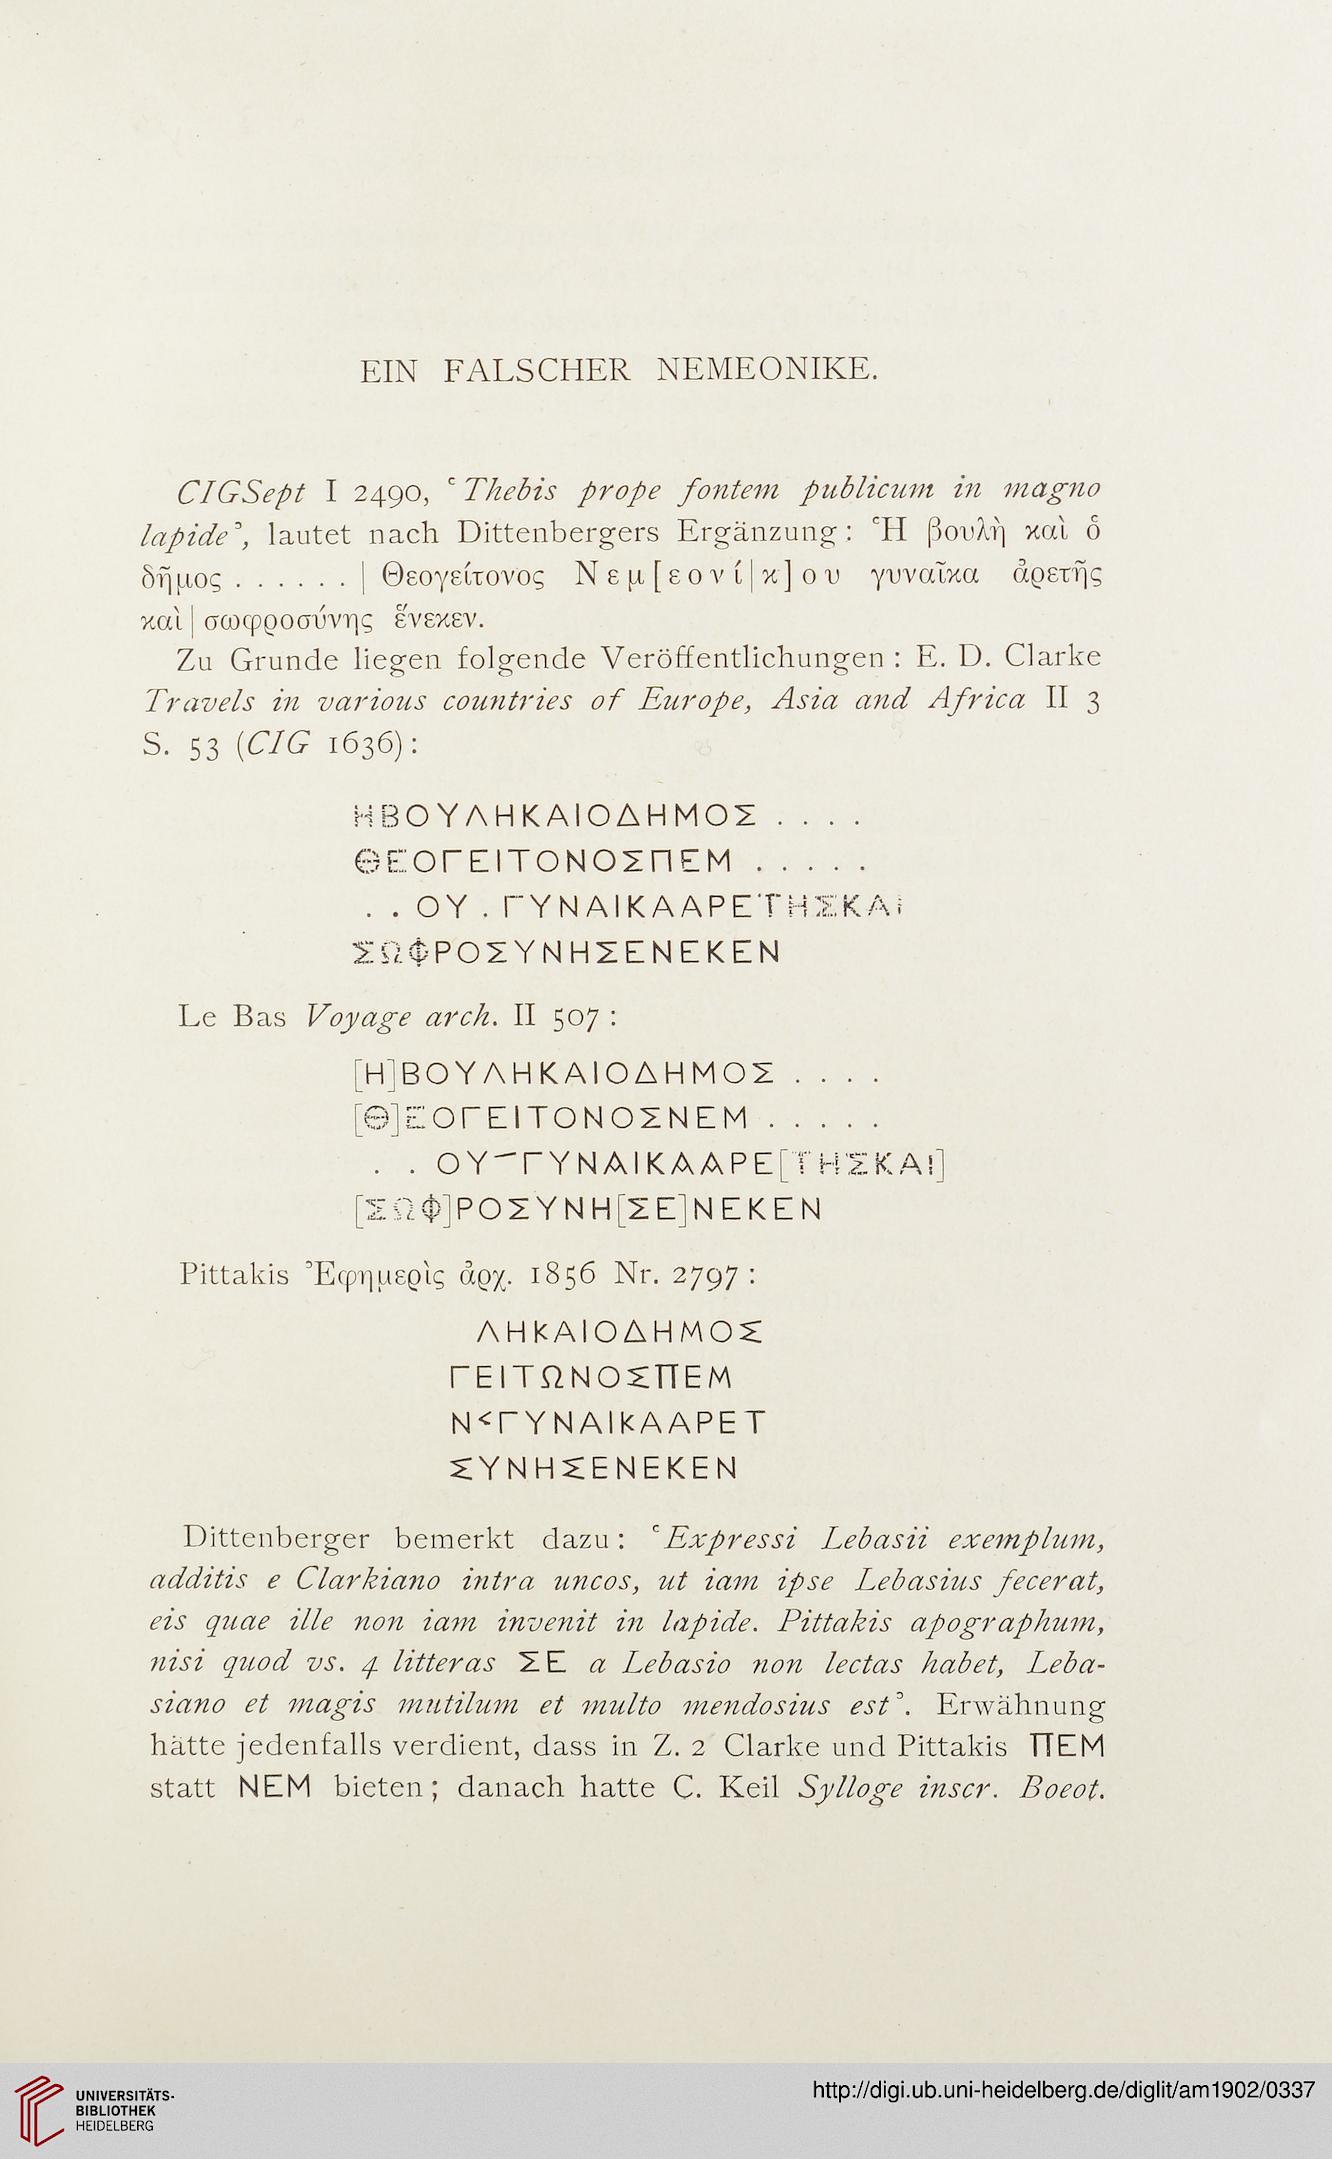 EIN FALSCHER NEMEONIKE.
CIGSept I 2490, ‘Thebis prope fontem publicum in magno
lapide’, lautet nach Dittenbergers Ergänzung: Ἡ βουλὴ καὶ ὁ
δῆμος . . . . . . | Θεογείτονος Νεμ[εονί|κ]ου γυναῖκα ἀρετῆς
καὶ | σωφροσύνης ἕνεκεν.
Zu Grunde liegen folgende Veröffentlichungen: E. D. Clarke
Travels in various countries of Europe, Asia and Africa II 3
S. 53 (CIG 1636):
ΗΒΟΥΛΗΚΑΙΟΔΗΜΟΣ . . . .
ΘΕΟΓΕΙΤΟΝΟΣΠΕΜ . . . . .
. . ΟΥ . ΓΥΝΑΙΚΑΑΡΕΤΗΣΚΑΙ
ΣΩΦΡΟΣΥΝΗΣΕΝΕΚΕΝ
Le Bas Voyage arch. II 507:
[Η]ΒΟΥΛΗΚΑΙΟΔΗΜΟΣ . . . .
[Θ]ΕΟΓΕΙΤΟΝΟΣΝΕΜ . . . . .
. . ΟΥ—ΓΥΝΑΙΚΑΑΡΕ[ΤΗΣΚΑΙ]
[ΣΩΦ]ΡΟΣΥΝΗ[ΣΕ]ΝΕΚΕΝ
Pittakis Ἐφημερὶς ἀρχ. 1856 Nr. 2797:
ΛΗΚΑΙΟΔΗΜΟΣ
ΓΕΙΤΩΝΟΣΠΕΜ
Ν<ΓΥΝΑΙΚΑΑΡΕΤ
ΣΥΝΗΣΕΝΕΚΕΝ
Dittenberger bemerkt dazu: ‘Expressi Lebasii exemplum,
additis e Clarkiano intra uncos, ut iam ipse Lebasius fecerat,
eis quae ille non iam invenit in lapide. Pittakis apographum,
nisi quod vs. 4 litteras ΣΕ a Lebasio non lectas habet, Leba-
siano et magis mutilum et multo mendosius est’. Erwähnung
hätte jedenfalls verdient, dass in Z. 2 Clarke und Pittakis ΠΕΜ
statt ΝΕΜ bieten; danach hatte C. Keil Sylloge inscr. Boeot.
UNIVERSITÄTS-
BIBLIOTHEK
HEIDELBERG
http://digi.ub.uni-heidelberg.de/diglit/am1902/0337